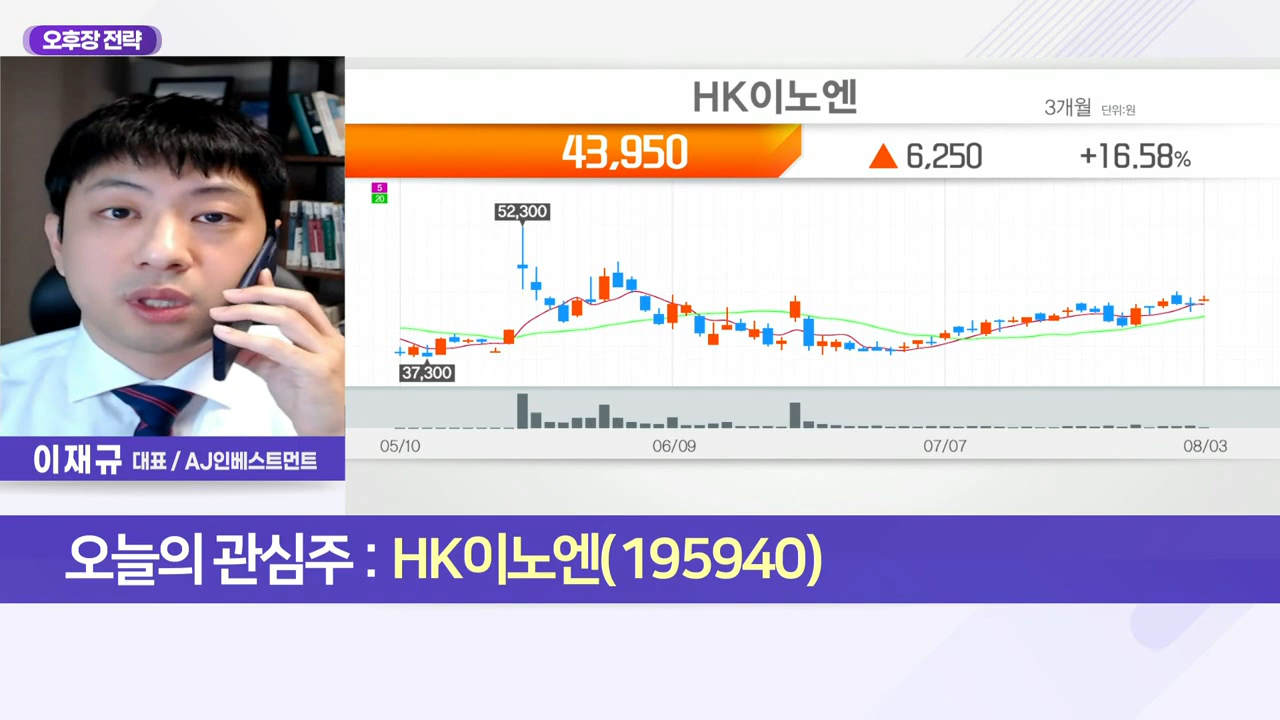 오후장 전략
HK이노엔
3개월 단위:원
43,950 ▲ 6,250 +16.58%
5
20
52,300
37,300
05/10 06/09 07/07 08/03
이재규 대표 / AJ인베스트먼트
오늘의 관심주 : HK이노엔(195940)